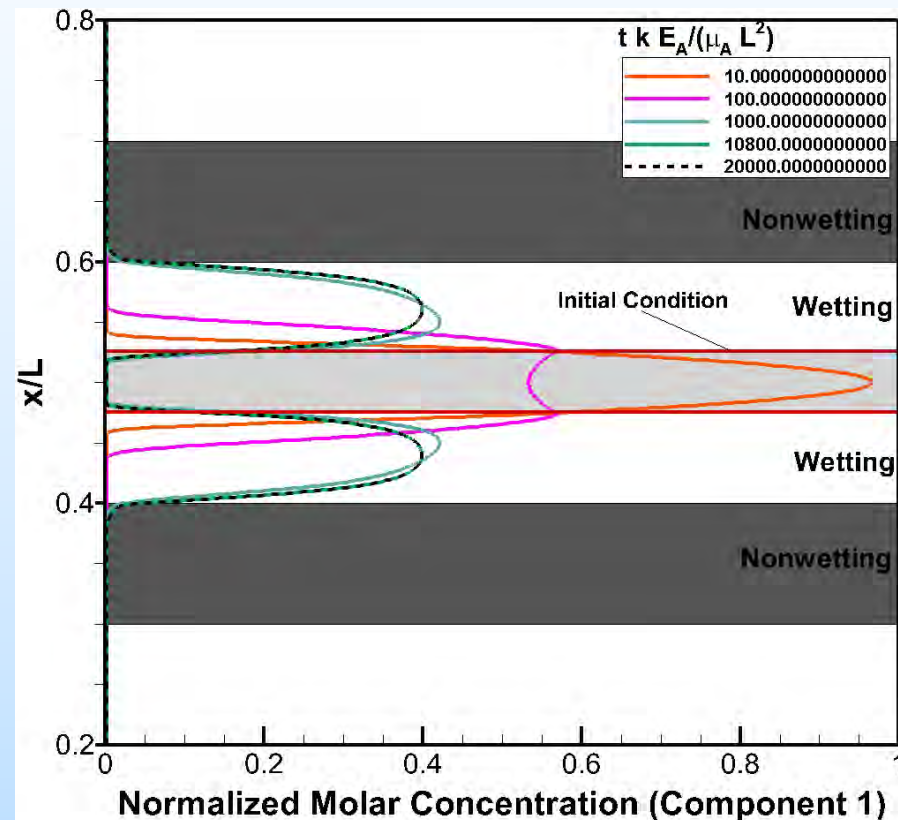 0.8
t k E_A/(μ_A L²)
10.0000000000000
100.000000000000
1000.00000000000
10800.0000000000
20000.0000000000
Nonwetting
0.6
Initial Condition
Wetting
x/L
Wetting
0.4
Nonwetting
0.2
0 0.2 0.4 0.6 0.8 1
Normalized Molar Concentration (Component 1)